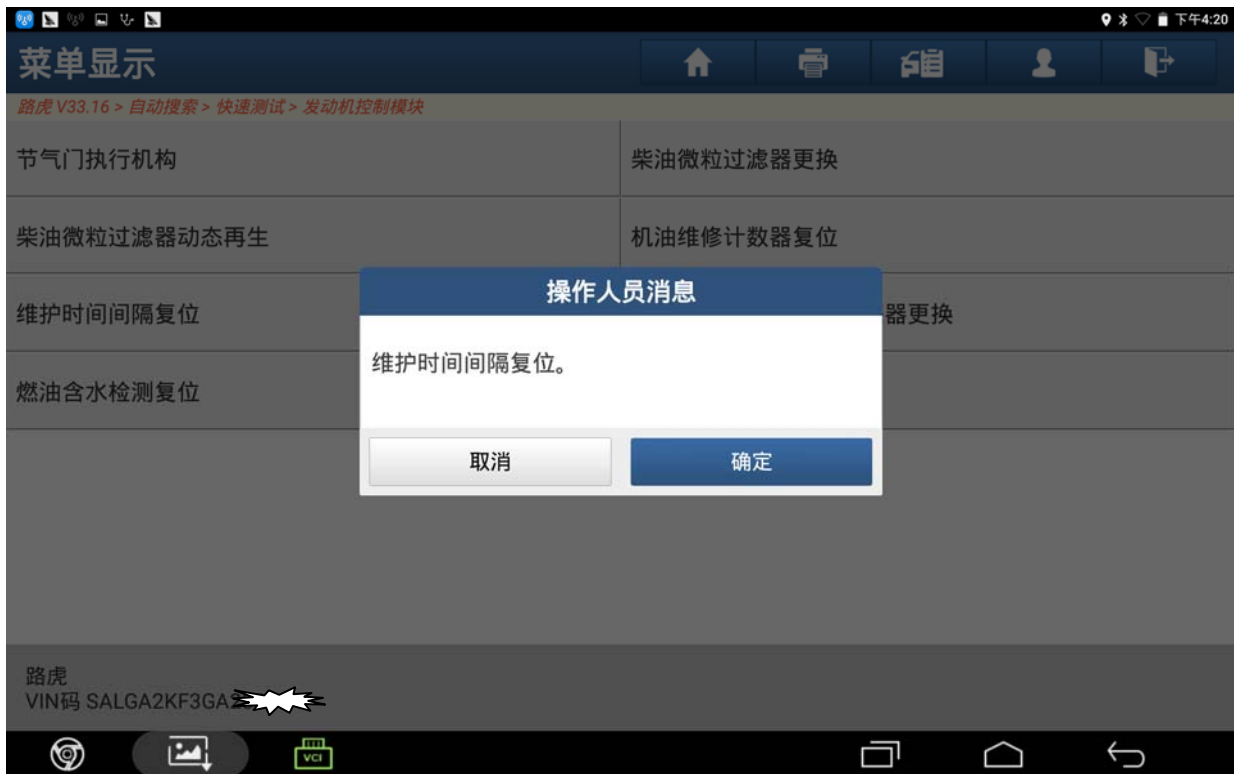 下午4:20
菜单显示
路虎 V33.16 > 自动搜索 > 快速测试 > 发动机控制模块
节气门执行机构
柴油微粒过滤器更换
柴油微粒过滤器动态再生
机油维修计数器复位
维护时间间隔复位
器更换
燃油含水检测复位
操作人员消息
维护时间间隔复位。
取消
确定
路虎
VIN码 SALGA2KF3GA2
VCI